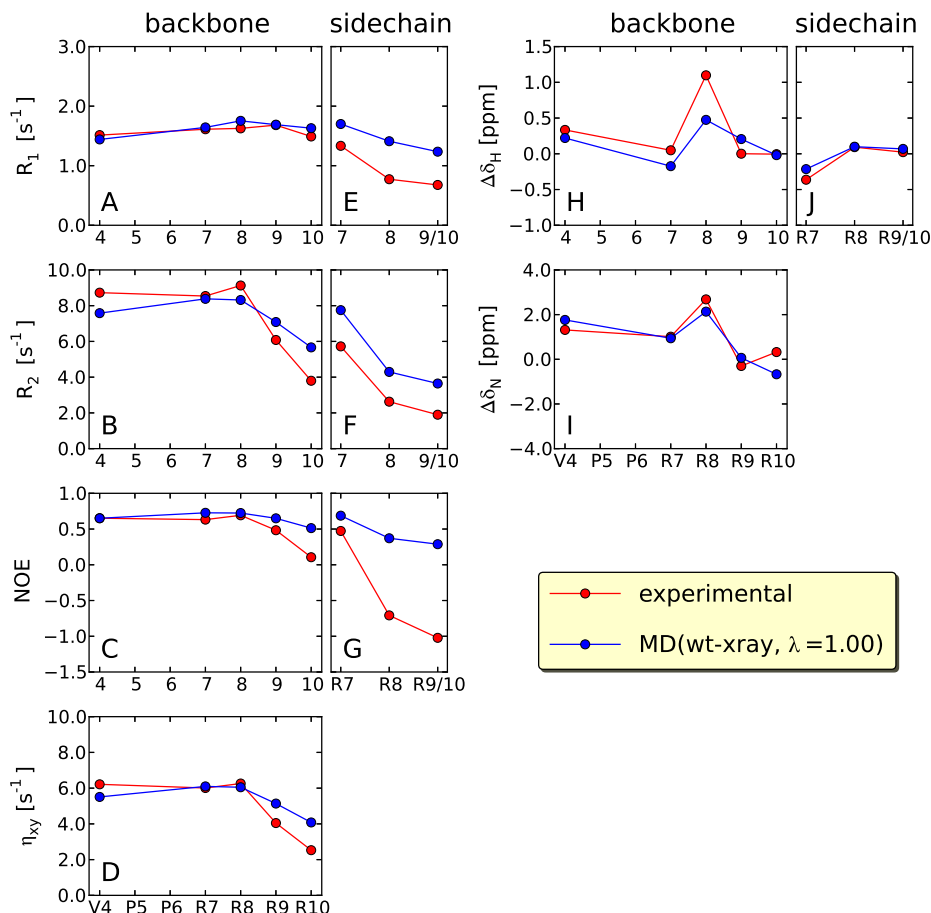 backbone sidechain backbone sidechain
R1 [s-1 ]
3.0
2.0
1.0
0.0
A
4 5 6 7 8 9 10
E
7 8 9/10
ΔδH [ppm]
1.5
1.0
0.5
0.0
−0.5
−1.0
H
4 5 6 7 8 9 10
J
R7 R8 R9/10
R2 [s-1 ]
10.0
8.0
6.0
4.0
2.0
0.0
B
4 5 6 7 8 9 10
F
7 8 9/10
ΔδN [ppm]
4.0
2.0
0.0
−2.0
−4.0
I
V4 P5 P6 R7 R8 R9 R10
NOE
1.0
0.5
0.0
−0.5
−1.0
−1.5
C
4 5 6 7 8 9 10
G
R7 R8 R9/10
experimental
MD(wt-xray, λ=1.00)
ηxy [s-1 ]
10.0
8.0
6.0
4.0
2.0
0.0
D
V4 P5 P6 R7 R8 R9 R10